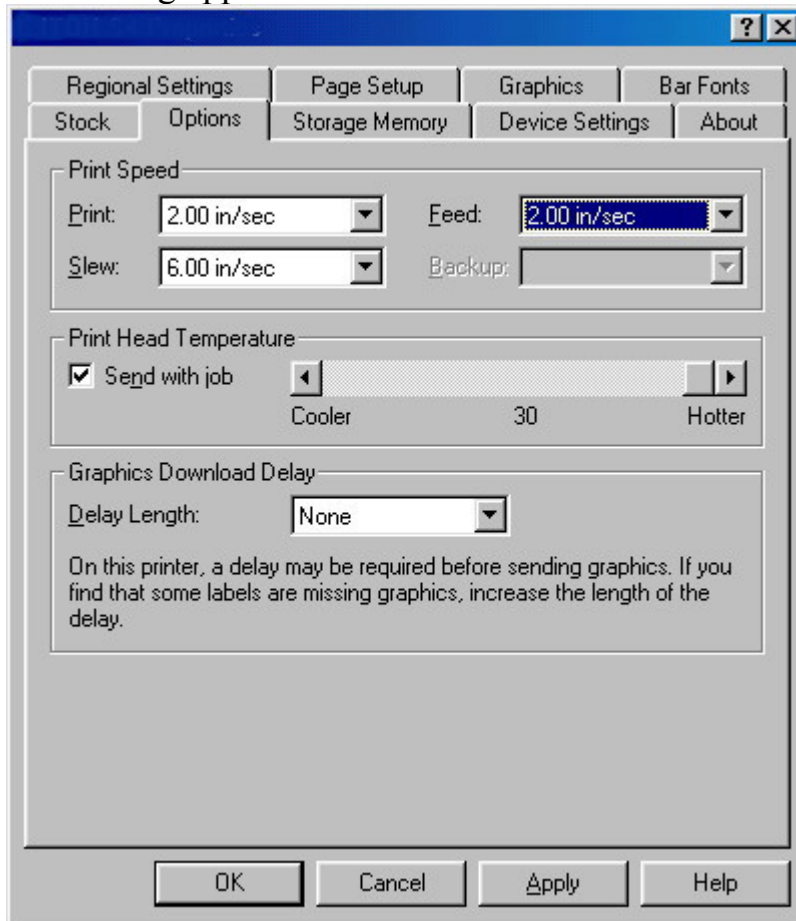 Regional Settings Page Setup Graphics Bar Fonts
Stock Options Storage Memory Device Settings About
Print Speed
Print: 2.00 in/sec Feed: 2.00 in/sec
Slew: 6.00 in/sec Backup:
Print Head Temperature
Send with job
Cooler 30 Hotter
Graphics Download Delay
Delay Length: None
On this printer, a delay may be required before sending graphics. If you
find that some labels are missing graphics, increase the length of the
delay.
OK Cancel Apply Help